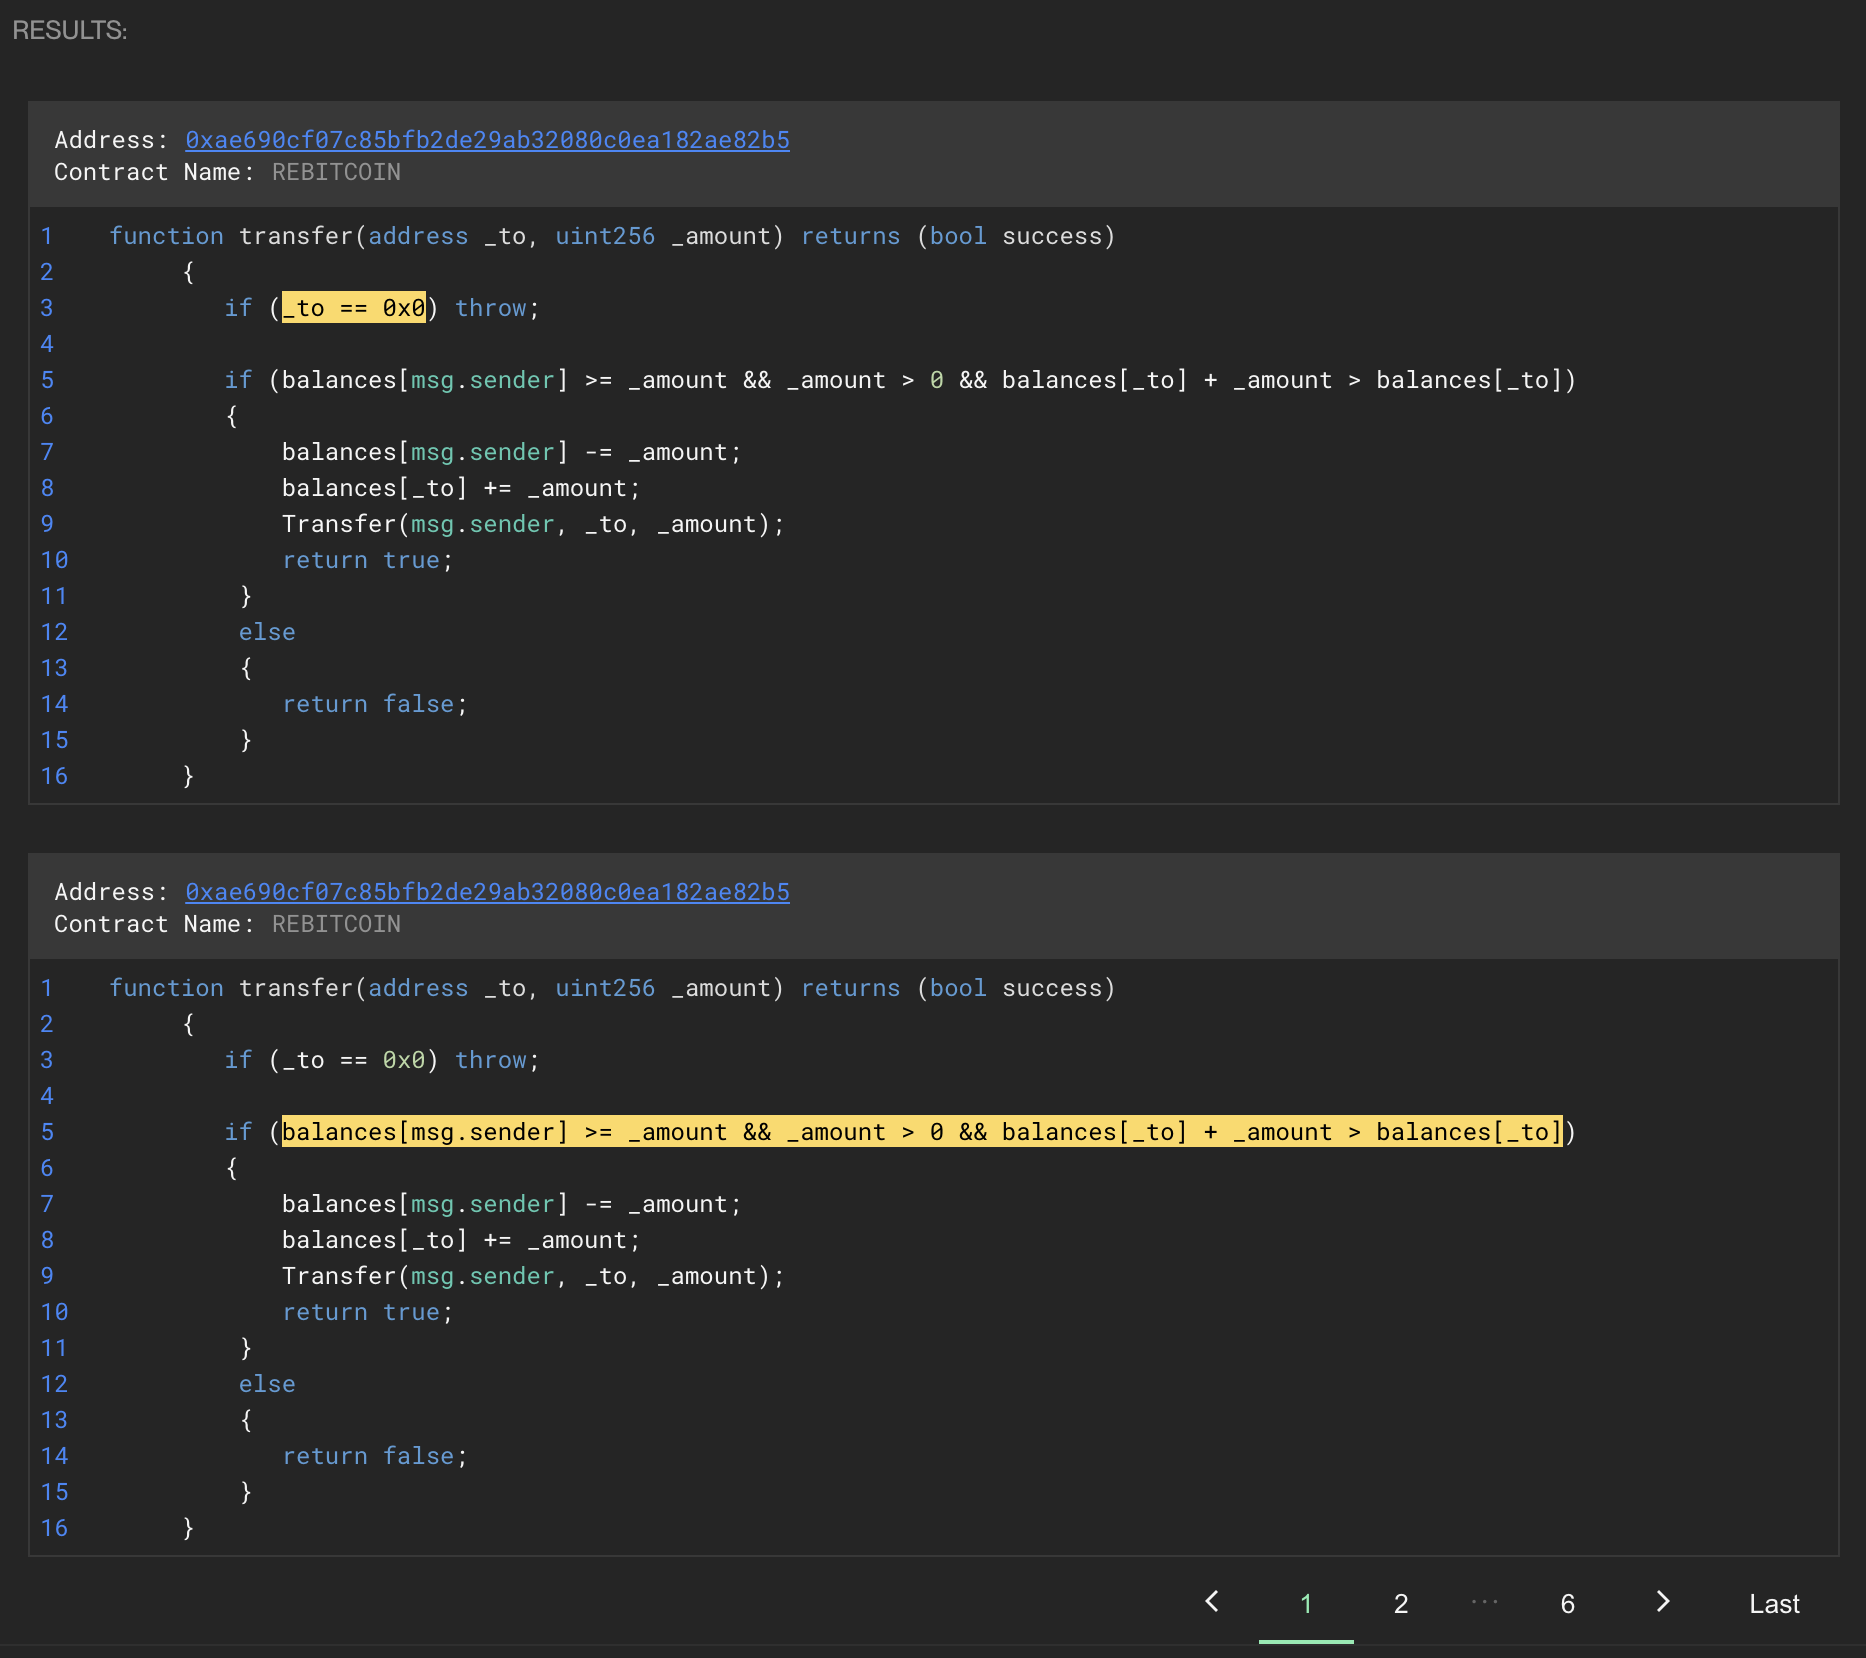 RESULTS:
Address: 0xae690cf07c85bfb2de29ab32080c0ea182ae82b5
Contract Name: REBITCOIN
1 function transfer(address _to, uint256 _amount) returns (bool success)
2 {
3 if (_to == 0x0) throw;
4
5 if (balances[msg.sender] >= _amount && _amount > 0 && balances[_to] + _amount > balances[_to])
6 {
7 balances[msg.sender] -= _amount;
8 balances[_to] += _amount;
9 Transfer(msg.sender, _to, _amount);
10 return true;
11 }
12 else
13 {
14 return false;
15 }
16 }
Address: 0xae690cf07c85bfb2de29ab32080c0ea182ae82b5
Contract Name: REBITCOIN
1 function transfer(address _to, uint256 _amount) returns (bool success)
2 {
3 if (_to == 0x0) throw;
4
5 if (balances[msg.sender] >= _amount && _amount > 0 && balances[_to] + _amount > balances[_to])
6 {
7 balances[msg.sender] -= _amount;
8 balances[_to] += _amount;
9 Transfer(msg.sender, _to, _amount);
10 return true;
11 }
12 else
13 {
14 return false;
15 }
16 }
1 2 ... 6 Last